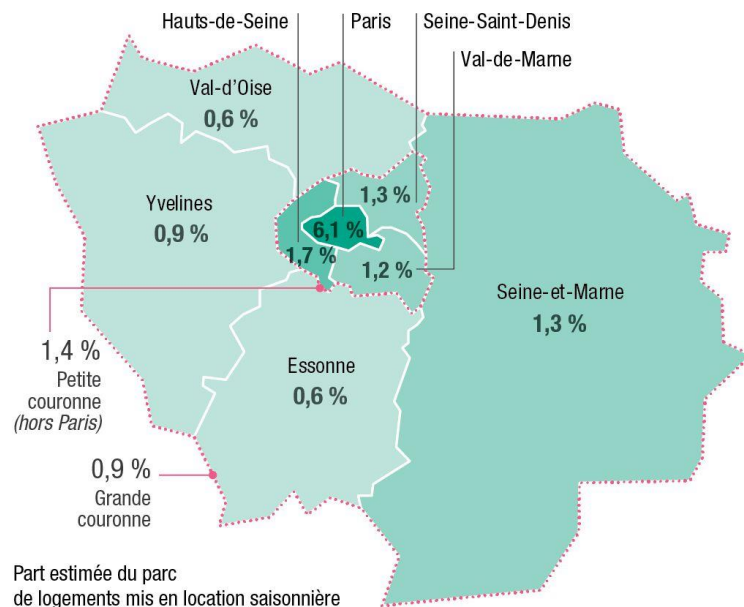 Hauts-de-Seine
Paris
Seine-Saint-Denis
Val-de-Marne
Val-d'Oise
0,6 %
Yvelines
0,9 %
1,3 %
6,1 %
1,7 %
1,2 %
Seine-et-Marne
1,3 %
Essonne
0,6 %
1,4 %
Petite
couronne
(hors Paris)
0,9 %
Grande
couronne
Part estimée du parc
de logements mis en location saisonnière